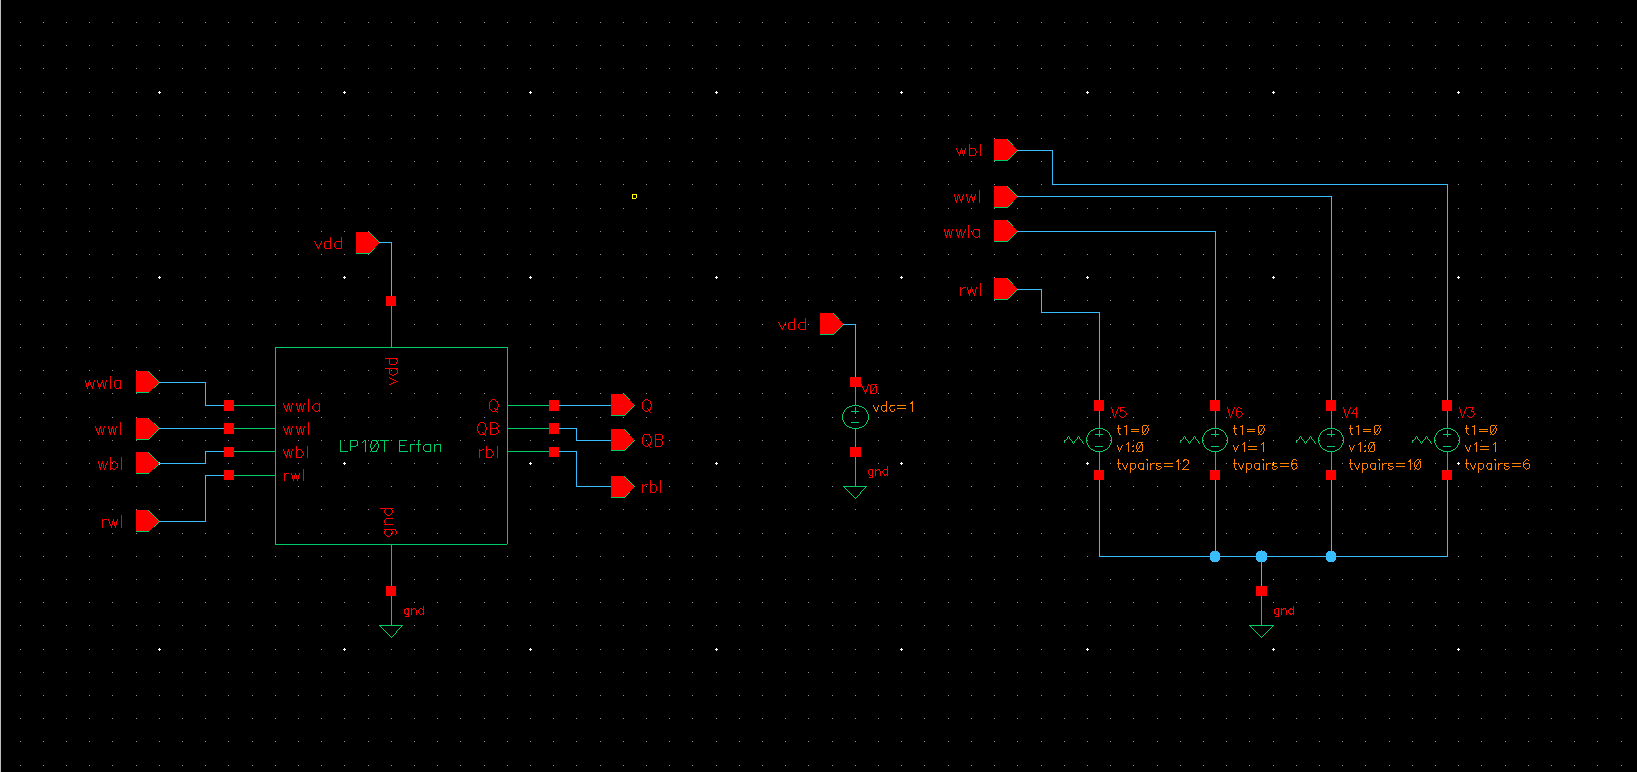 wbl
wwl
wwla
rwl
vdd
vdd
wwla
wwl
wbl
rwl
vdd
wwla
wwl
wbl
rwl
LP10T Ertan
Q
QB
rbl
gnd
Q
QB
rbl
gnd
V0
vdc=1
gnd
V5
t1=0
v1:0
tvpairs=12
V6
t1=0
v1=1
tvpairs=6
V4
t1=0
v1:0
tvpairs=10
V3
t1=0
v1=1
tvpairs=6
gnd